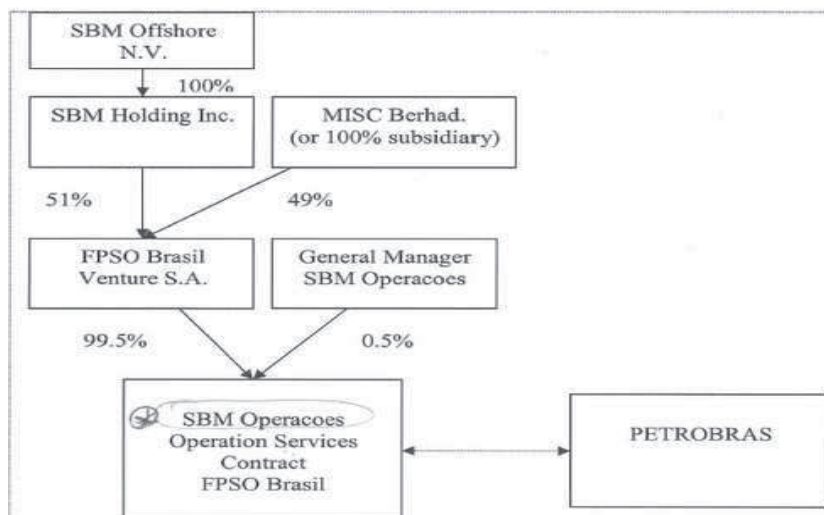 SBM Offshore
N.V.
100%
SBM Holding Inc.
MISC Berhad.
(or 100% subsidiary)
51%
49%
FPSO Brasil
Venture S.A.
General Manager
SBM Operacoes
99.5%
0.5%
SBM Operacoes
Operation Services
Contract
FPSO Brasil
PETROBRAS